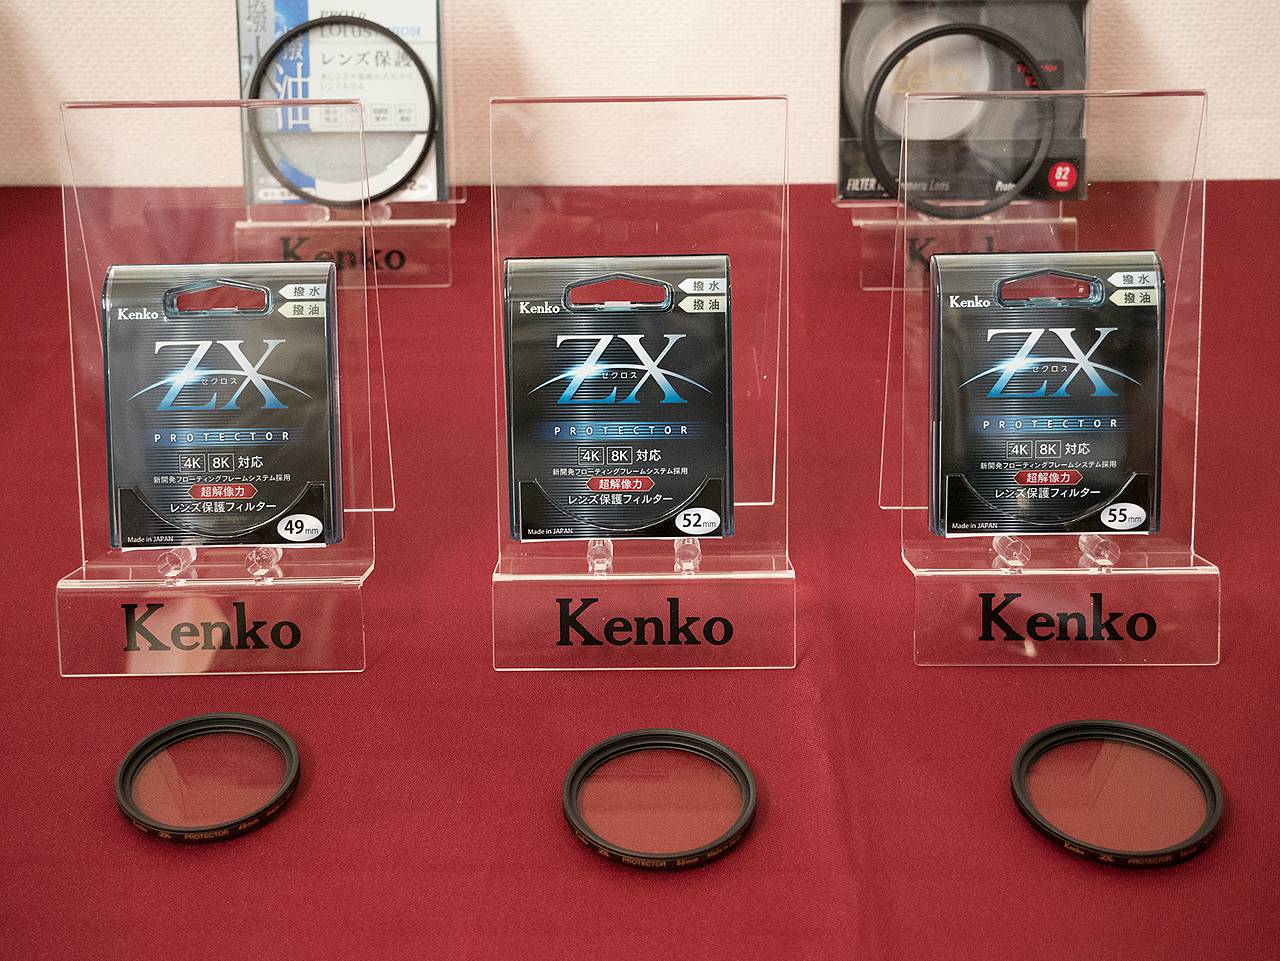 撥油
PRO1D
LOTUS PROTECTOR
レンズ保護
Zeta
Protector
FILTER
Camera Lens
82
Kenko
Kenko
撥水
撥油
ZX
ゼクロス
PROTECTOR
4K 8K 対応
新開発フローティングフレームシステム採用
超解像力
レンズ保護フィルター
Made in JAPAN
49mm
Kenko
撥水
撥油
ZX
ゼクロス
PROTECTOR
4K 8K 対応
新開発フローティングフレームシステム採用
超解像力
レンズ保護フィルター
Made in JAPAN
52mm
Kenko
撥水
撥油
ZX
ゼクロス
PROTECTOR
4K 8K 対応
新開発フローティングフレームシステム採用
超解像力
レンズ保護フィルター
Made in JAPAN
55mm
Kenko
Kenko
Kenko
Kenko ZX PROTECTOR 49mm
ZX PROTECTOR 52mm
Kenko ZX PROTECTOR